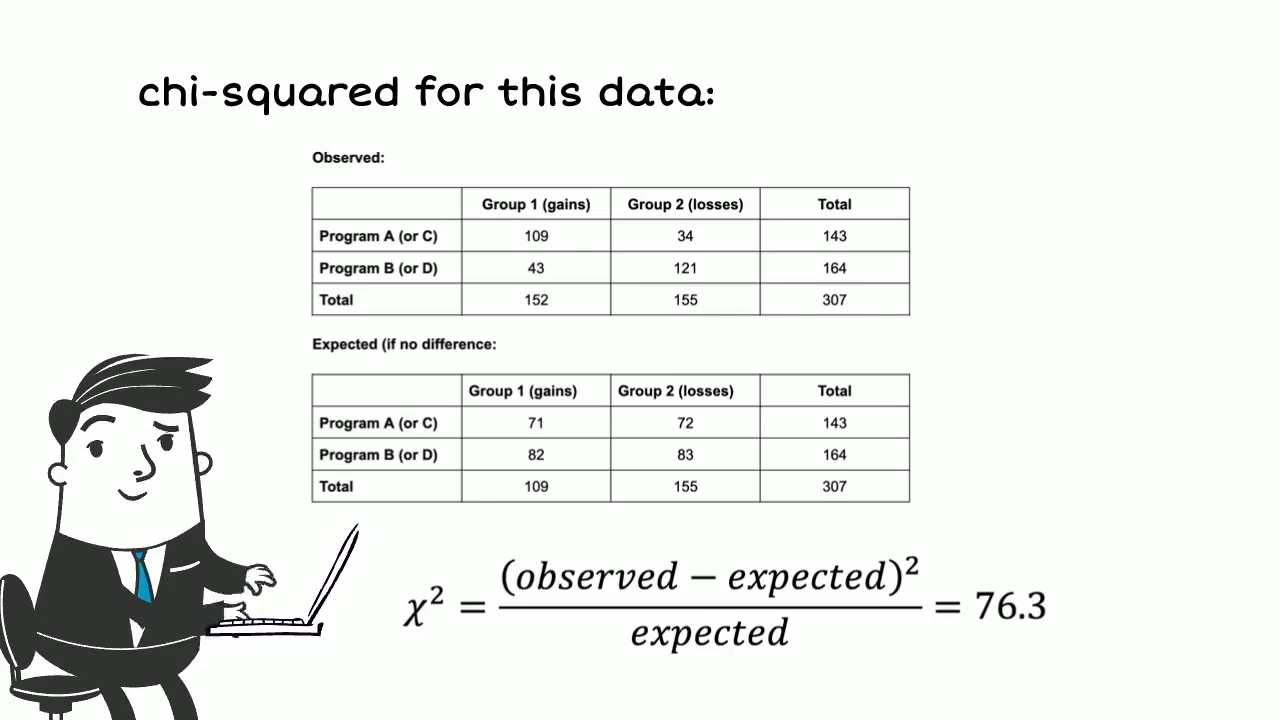 chi-squared for this data:
Observed:
Group 1 (gains) Group 2 (losses) Total
Program A (or C) 109 34 143
Program B (or D) 43 121 164
Total 152 155 307
Expected (if no difference:
Group 1 (gains) Group 2 (losses) Total
Program A (or C) 71 72 143
Program B (or D) 82 83 164
Total 109 155 307
χ² = (observed − expected)² / expected = 76.3